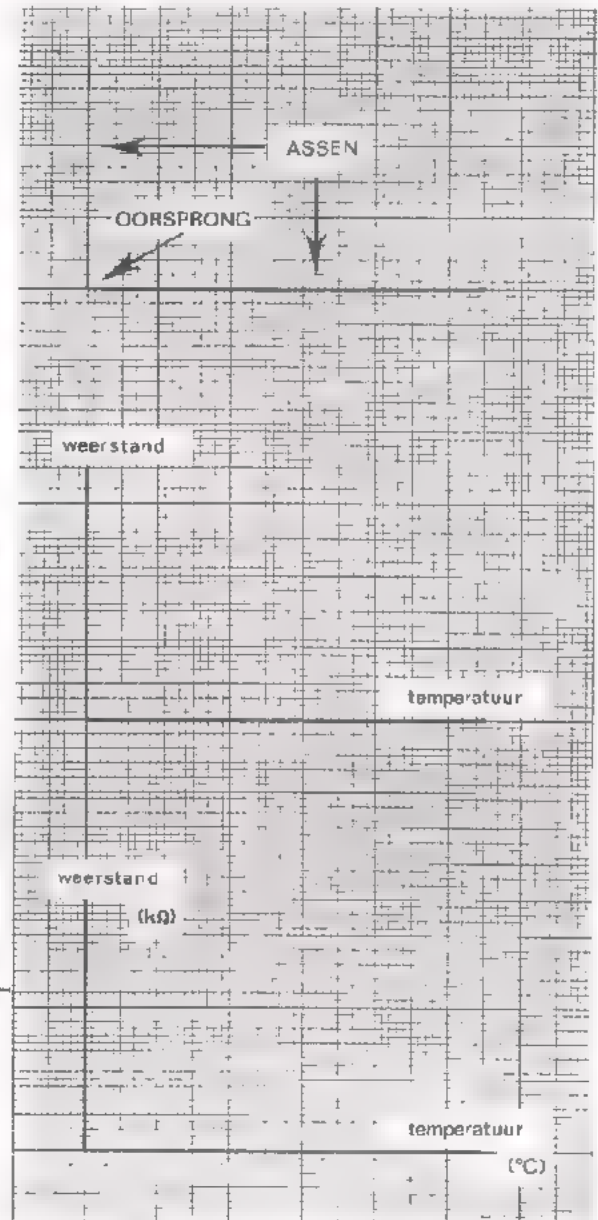 ASSEN
OORSPRONG
weerstand
temperatuur
weerstand
(kΩ)
temperatuur
(°C)